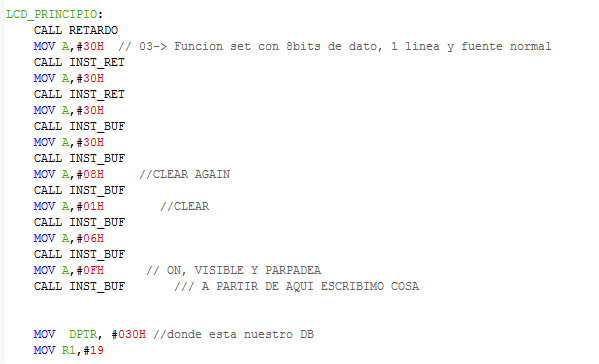 LCD_PRINCIPIO:
CALL RETARDO
MOV A,#30H // 03-> Funcion set con 8bits de dato, 1 linea y fuente normal
CALL INST_RET
MOV A,#30H
CALL INST_RET
MOV A,#30H
CALL INST_BUF
MOV A,#30H
CALL INST_BUF
MOV A,#08H //CLEAR AGAIN
CALL INST_BUF
MOV A,#01H //CLEAR
CALL INST_BUF
MOV A,#06H
CALL INST_BUF
MOV A,#0FH // ON, VISIBLE Y PARPADEA
CALL INST_BUF /// A PARTIR DE AQUI ESCRIBIMO COSA
MOV DPTR, #030H //donde esta nuestro DB
MOV R1,#19